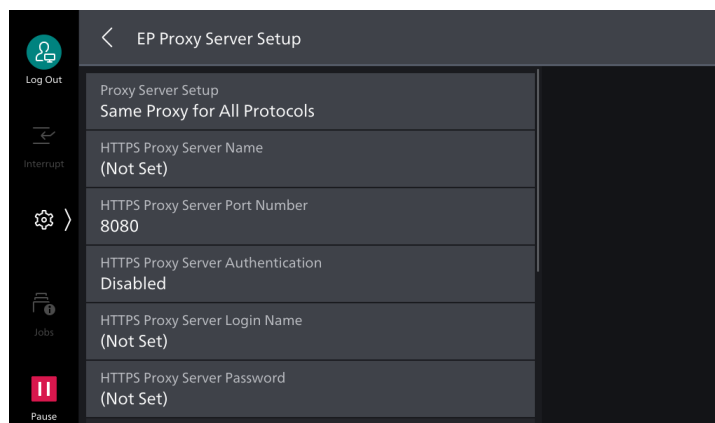 EP Proxy Server Setup
Log Out
Interrupt
Jobs
Pause
Proxy Server Setup
Same Proxy for All Protocols
HTTPS Proxy Server Name
(Not Set)
HTTPS Proxy Server Port Number
8080
HTTPS Proxy Server Authentication
Disabled
HTTPS Proxy Server Login Name
(Not Set)
HTTPS Proxy Server Password
(Not Set)